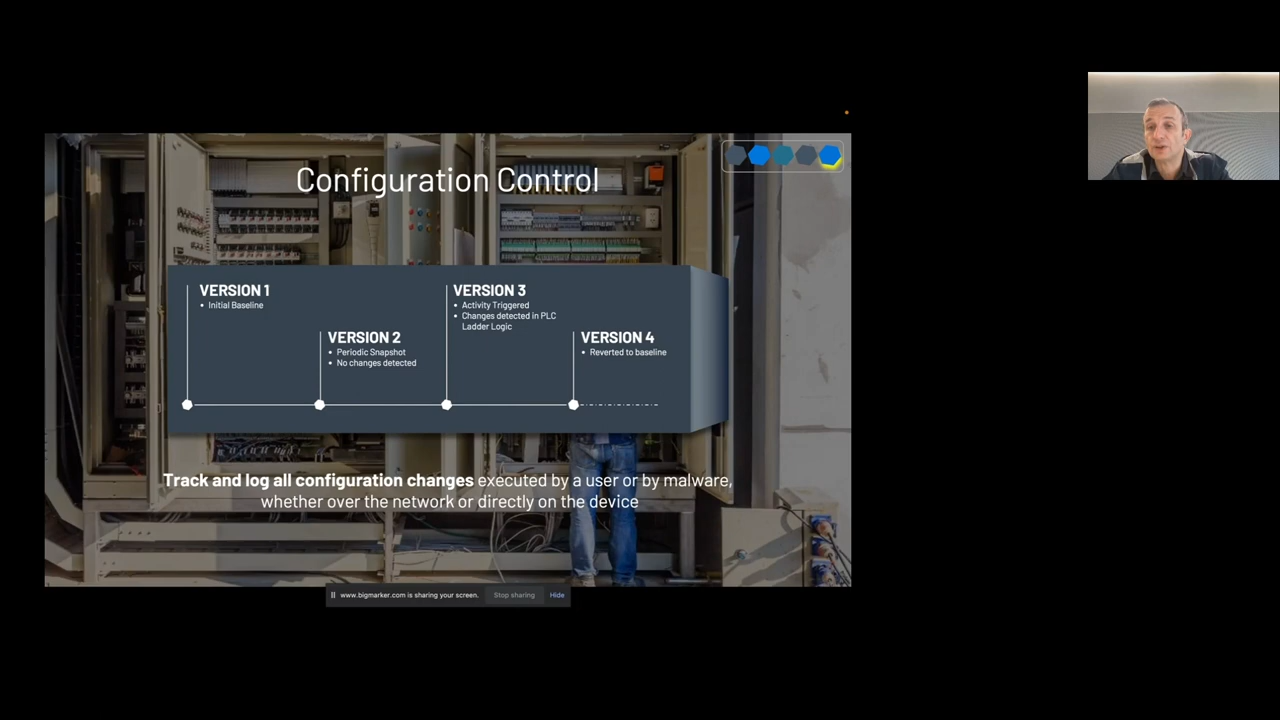 Configuration Control
VERSION 1
• Initial Baseline
VERSION 2
• Periodic Snapshot
• No changes detected
VERSION 3
• Activity Triggered
• Changes detected in PLC
Ladder Logic
VERSION 4
• Reverted to baseline
Track and log all configuration changes executed by a user or by malware,
whether over the network or directly on the device
www.bigmarker.com is sharing your screen.
Stop sharing
Hide